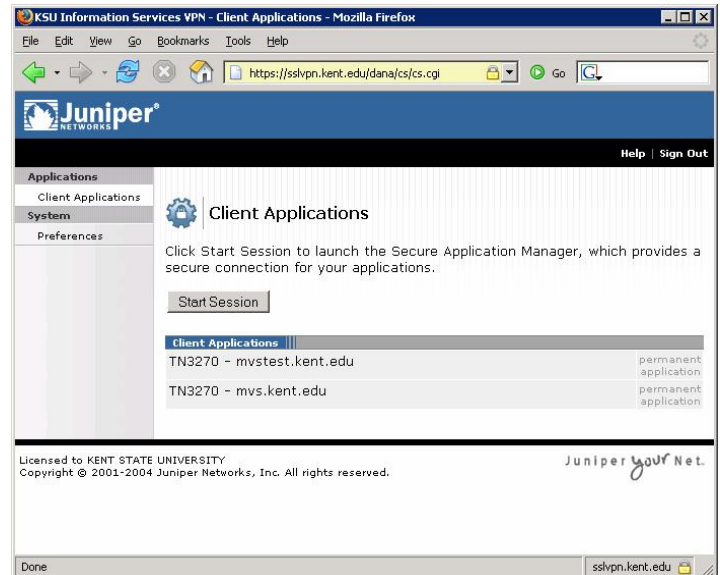 KSU Information Services VPN - Client Applications - Mozilla Firefox
File Edit View Go Bookmarks Tools Help
https://sslvpn.kent.edu/dana/cs/cs.cgi Go G
Juniper®
NETWORKS
Help | Sign Out
Applications
Client Applications
System
Preferences
Client Applications
Click Start Session to launch the Secure Application Manager, which provides a
secure connection for your applications.
Start Session
Client Applications
TN3270 - mvstest.kent.edu permanent
application
TN3270 - mvs.kent.edu permanent
application
Licensed to KENT STATE UNIVERSITY
Copyright © 2001-2004 Juniper Networks, Inc. All rights reserved.
Juniper your Net.
Done sslvpn.kent.edu